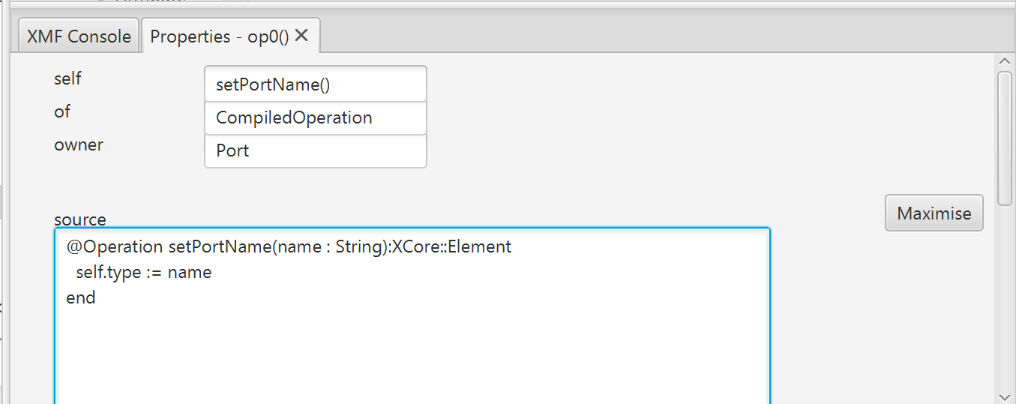 XMF Console
Properties - op0()
self setPortName()
of CompiledOperation
owner Port
Maximise
source
@Operation setPortName(name : String):XCore::Element
self.type := name
end